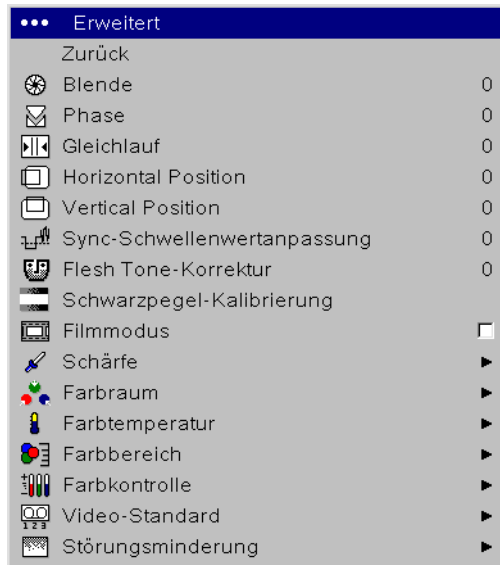 Erweitert
Zurück
Blende 0
Phase 0
Gleichlauf 0
Horizontal Position 0
Vertical Position 0
Sync-Schwellenwertanpassung 0
Flesh Tone-Korrektur 0
Schwarzpegel-Kalibrierung
Filmmodus
Schärfe
Farbraum
Farbtemperatur
Farbbereich
Farbkontrolle
Video-Standard
Störungsminderung